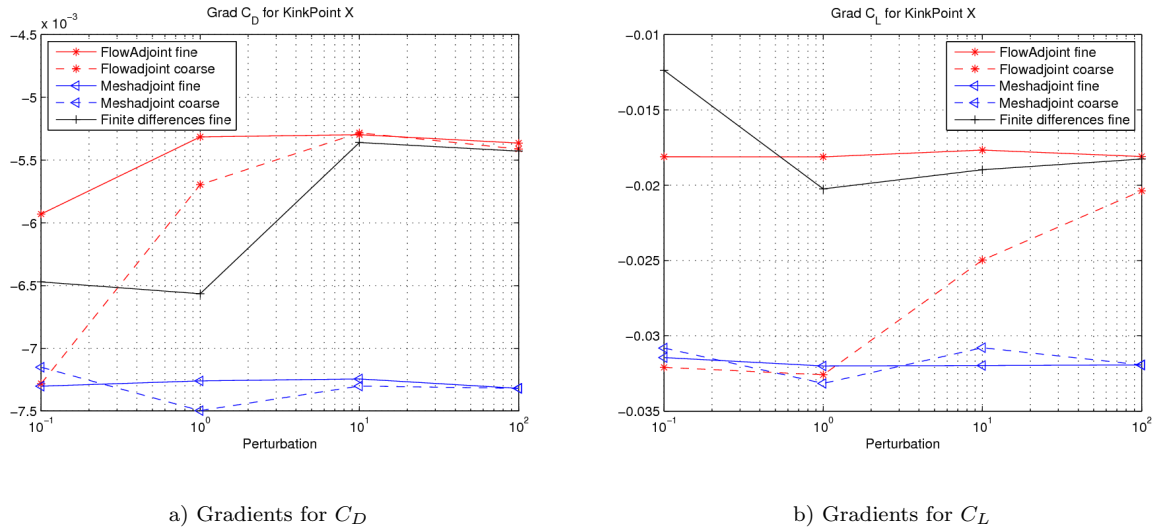 Grad C_D for KinkPoint X
x 10^−3
−4.5
−5
−5.5
−6
−6.5
−7
−7.5
10^−1
10^0
10^1
10^2
Perturbation
FlowAdjoint fine
Flowadjoint coarse
Meshadjoint fine
Meshadjoint coarse
Finite differences fine
a) Gradients for C_D
Grad C_L for KinkPoint X
−0.01
−0.015
−0.02
−0.025
−0.03
−0.035
10^−1
10^0
10^1
10^2
Perturbation
FlowAdjoint fine
Flowadjoint coarse
Meshadjoint fine
Meshadjoint coarse
Finite differences fine
b) Gradients for C_L